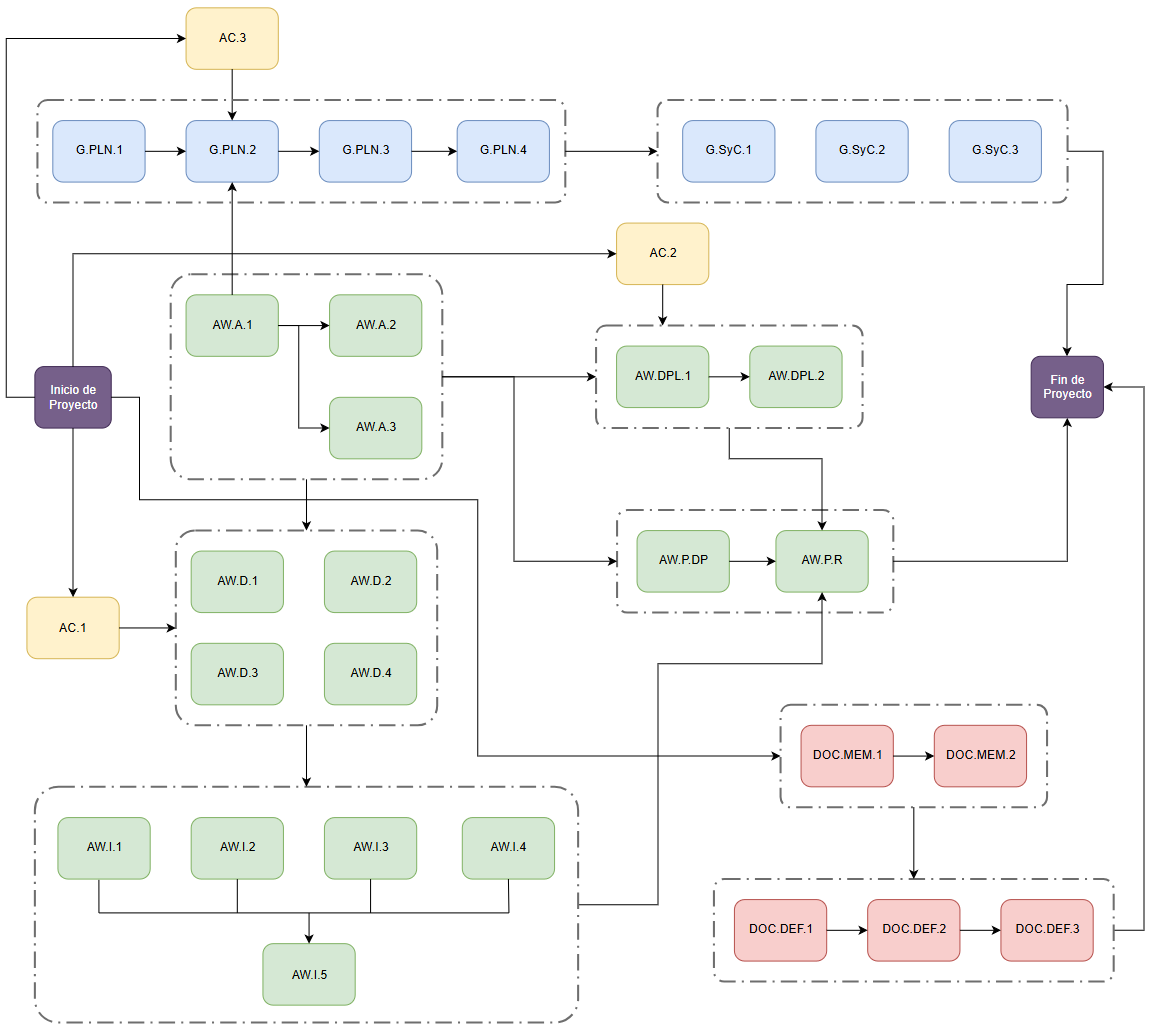 AC.3
G.PLN.1
G.PLN.2
G.PLN.3
G.PLN.4
G.SyC.1
G.SyC.2
G.SyC.3
AC.2
AW.A.1
AW.A.2
AW.A.3
AW.DPL.1
AW.DPL.2
Inicio de
Proyecto
Fin de
Proyecto
AW.P.DP
AW.P.R
AW.D.1
AW.D.2
AC.1
AW.D.3
AW.D.4
DOC.MEM.1
DOC.MEM.2
AW.I.1
AW.I.2
AW.I.3
AW.I.4
DOC.DEF.1
DOC.DEF.2
DOC.DEF.3
AW.I.5